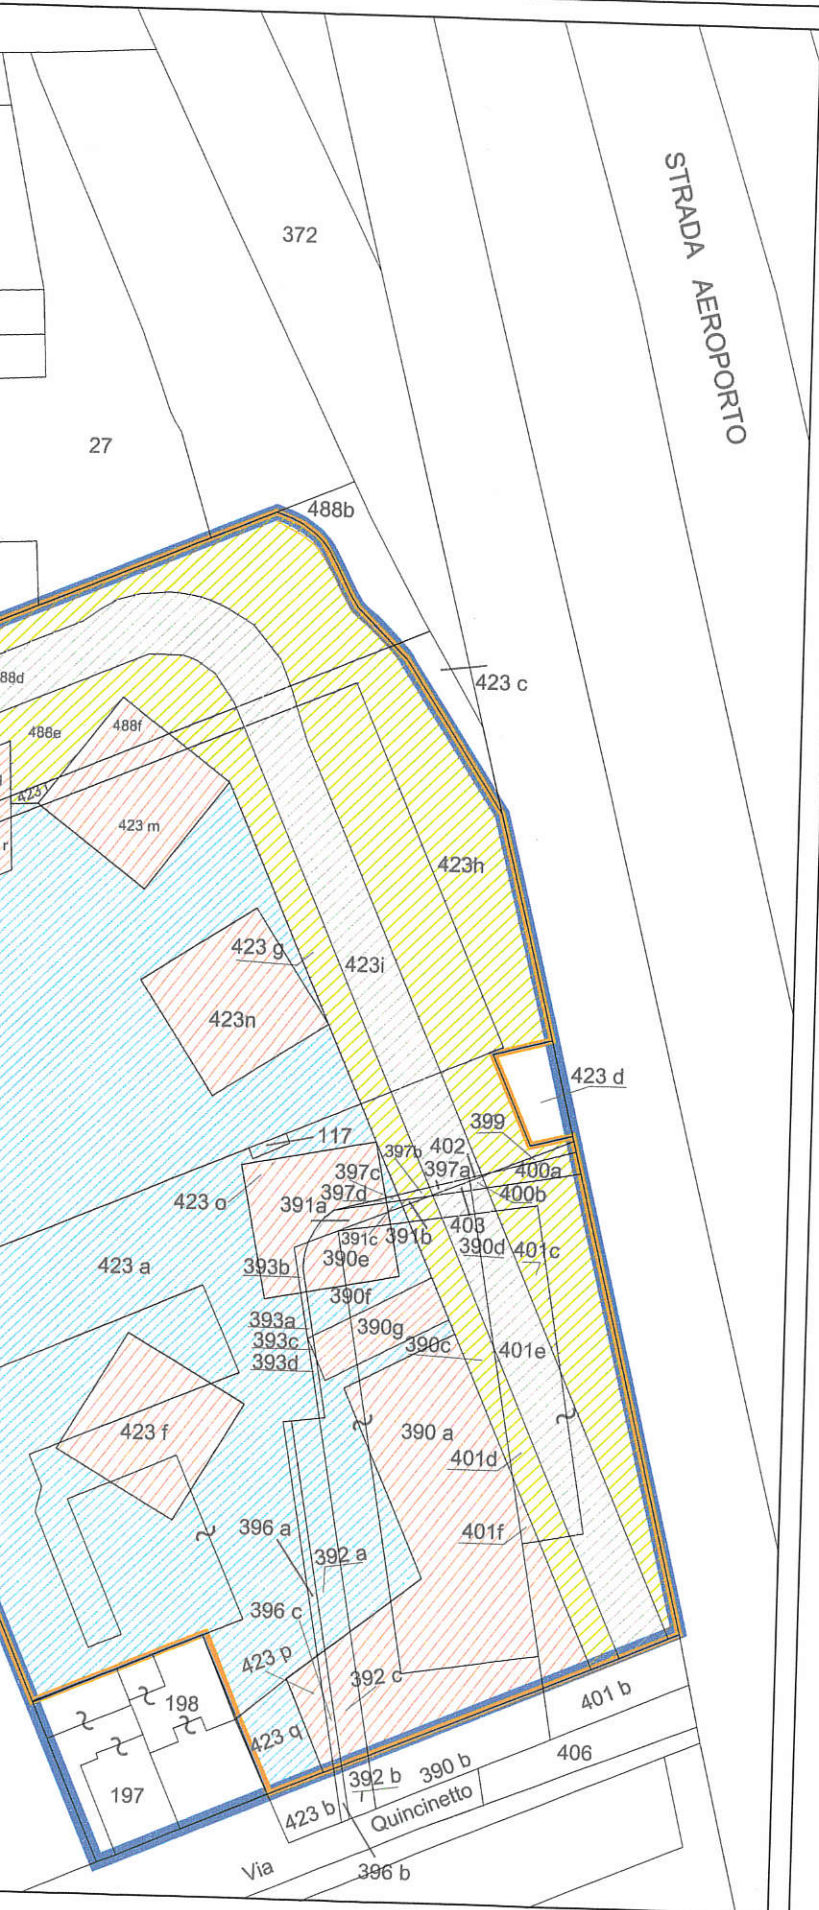 STRADA AEROPORTO
372
27
488b
88d
423 c
488e
488f
423 m
r
423h
423 g
423i
423n
423 d
399
117
397b
402
397c
397a
400a
423 o
397d
400b
391a
403
391c
391b
390d
401c
423 a
393b
390e
390f
393a
390g
393c
390c
401e
393d
423 f
390 a
401d
396 a
401f
392 a
396 c
423 p
392 c
198
401 b
423 q
406
390 b
197
392 b
423 b
Via Quincinetto
396 b